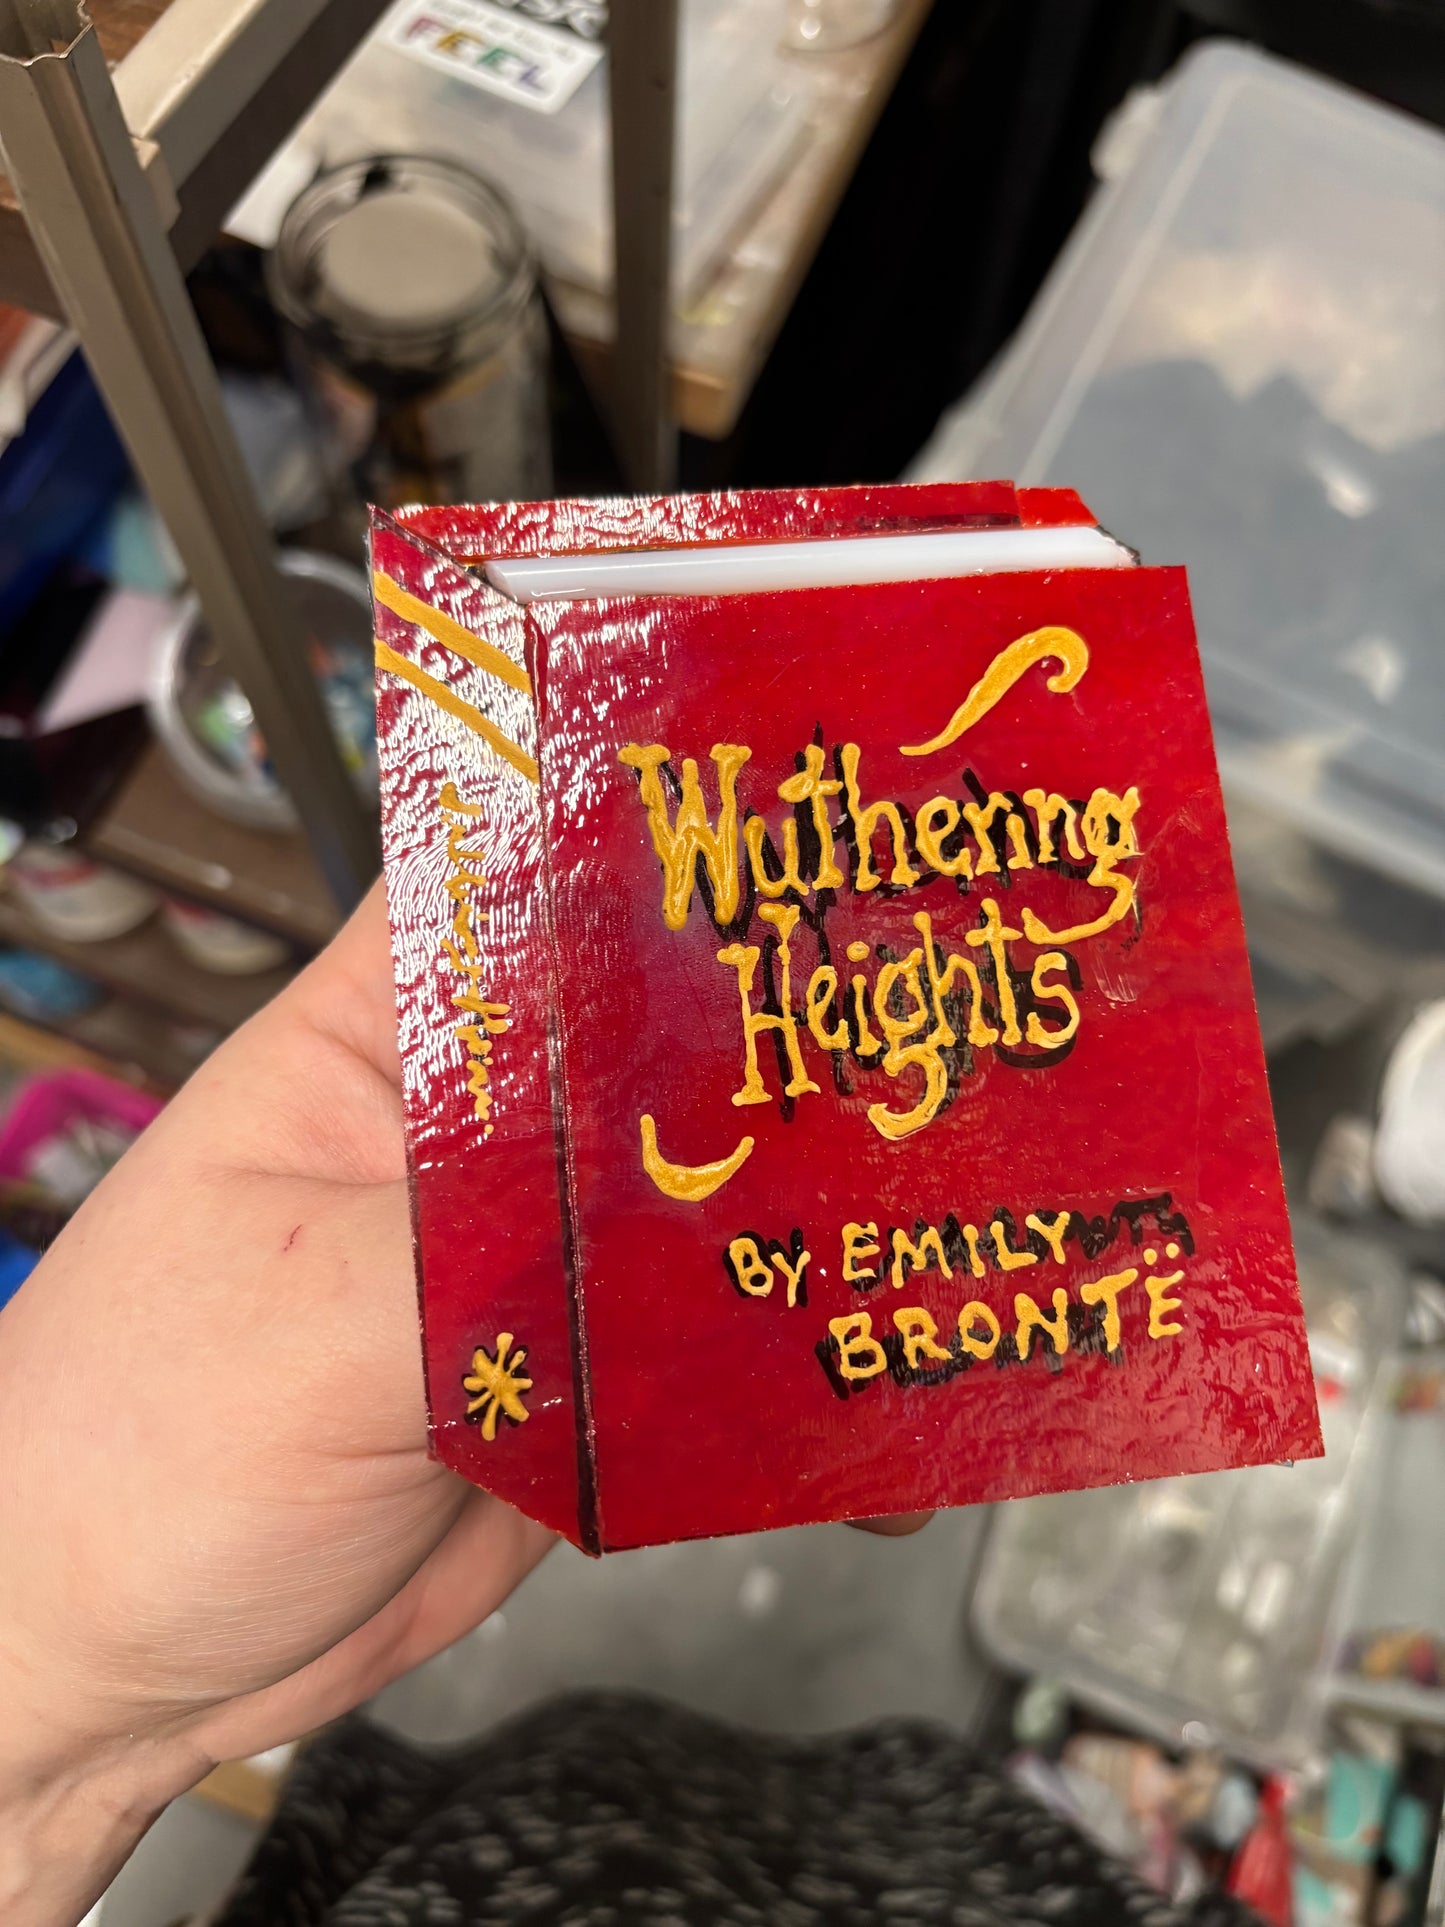 FEEL
Wuthering
Heights
BY EMILY
BRONTË